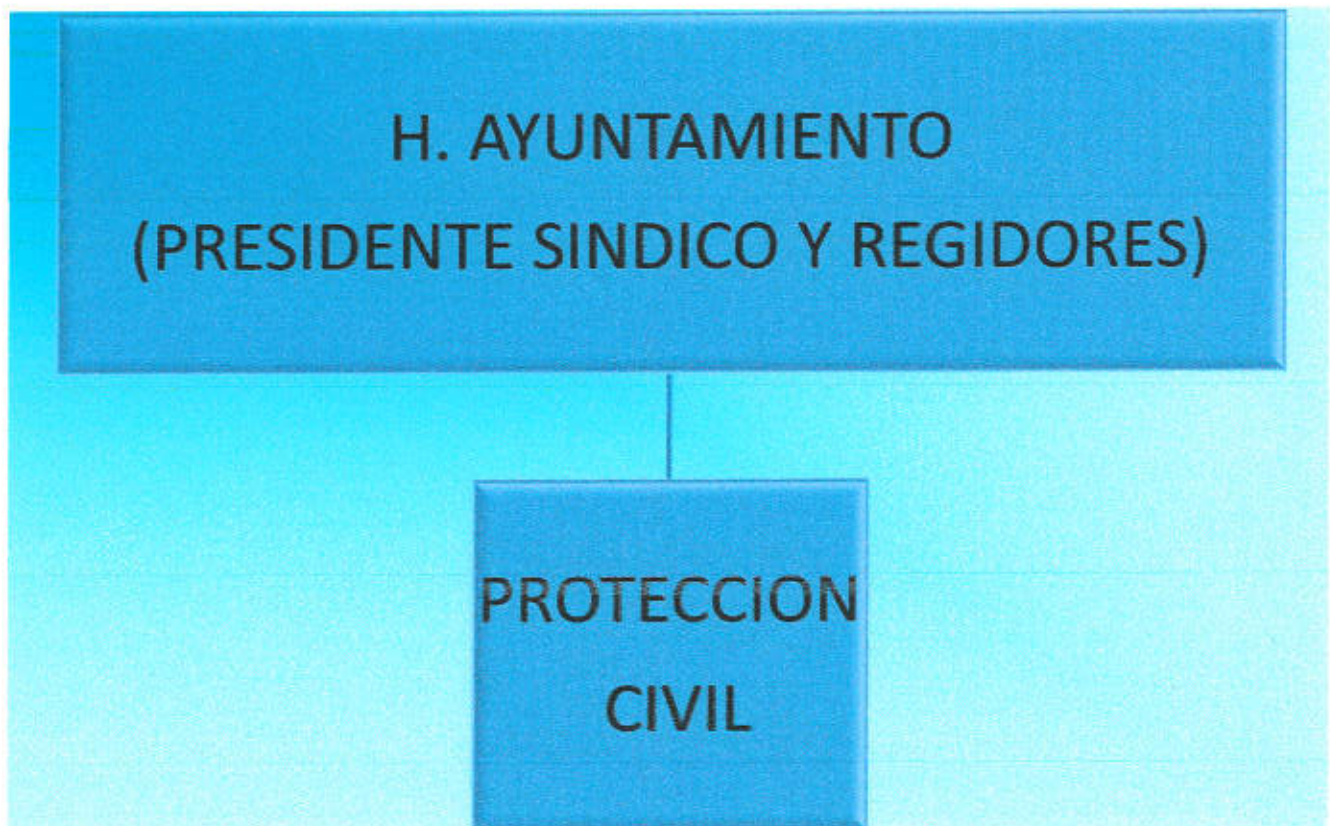 H. AYUNTAMIENTO
(PRESIDENTE SINDICO Y REGIDORES)
PROTECCION
CIVIL